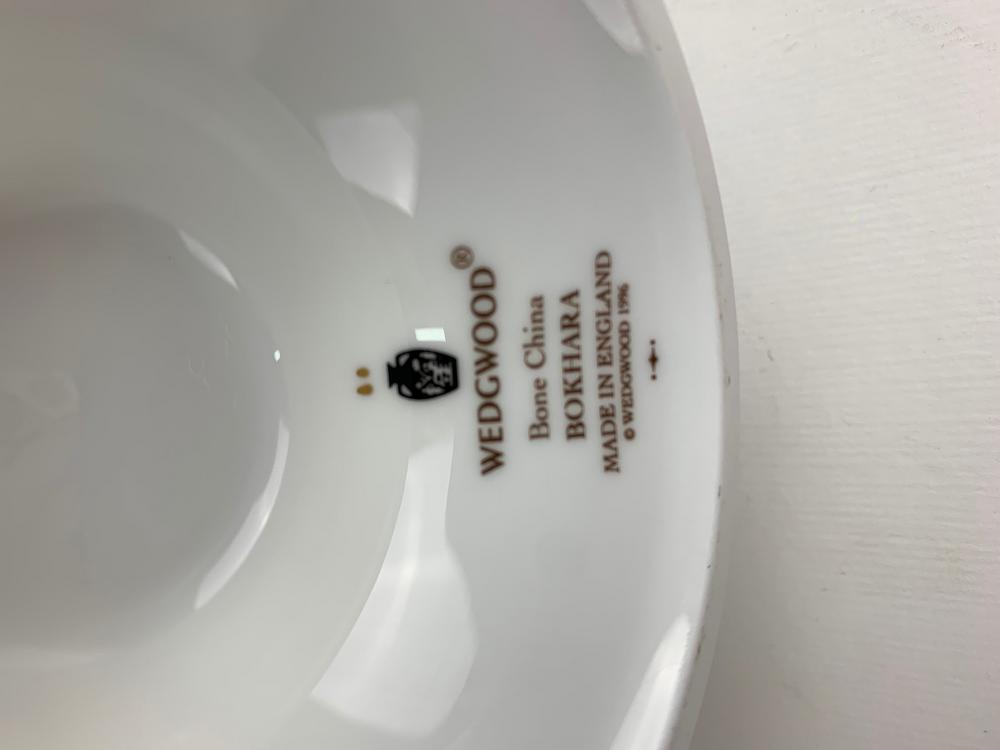 WEDGWOOD®
Bone China
BOKHARA
MADE IN ENGLAND
© WEDGWOOD 1996